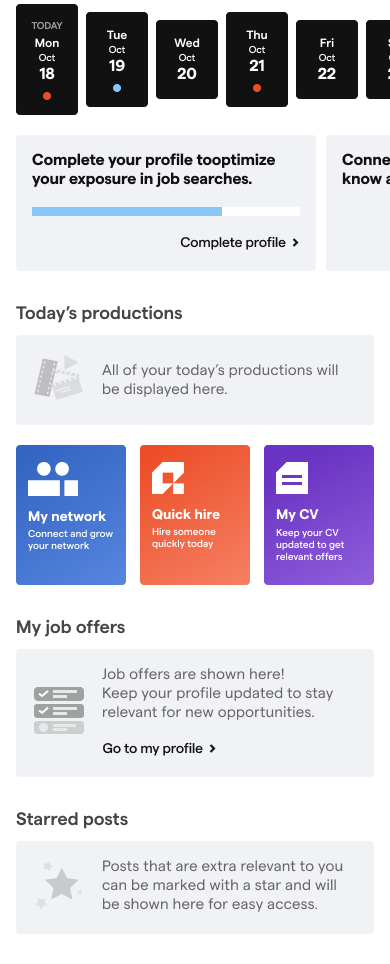 TODAY
Mon
Oct
18
Tue
Oct
19
Wed
Oct
20
Thu
Oct
21
Fri
Oct
22
Complete your profile tooptimize
your exposure in job searches.
Complete profile
know
Today's productions
All of your today's productions will
be displayed here.
My network
Connect and grow
your network
Quick hire
Hire someone
quickly today
My CV
Keep your CV
updated to get
relevant offers
My job offers
Job offers are shown here!
Keep your profile updated to stay
relevant for new opportunities.
Go to my profile
Starred posts
Posts that are extra relevant to you
can be marked with a star and will
be shown here for easy access.